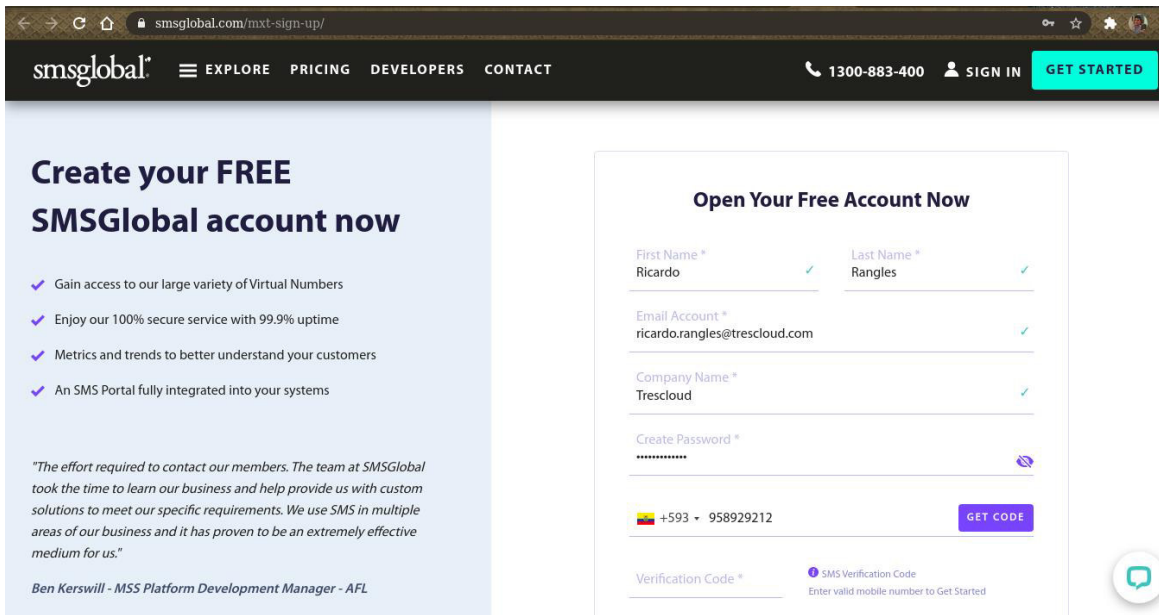 smsglobal.com/mxt-sign-up/
smsglobal
EXPLORE PRICING DEVELOPERS CONTACT
1300-883-400 SIGN IN GET STARTED
Create your FREE
SMSGlobal account now
Gain access to our large variety of Virtual Numbers
Enjoy our 100% secure service with 99.9% uptime
Metrics and trends to better understand your customers
An SMS Portal fully integrated into your systems
"The effort required to contact our members. The team at SMSGlobal
took the time to learn our business and help provide us with custom
solutions to meet our specific requirements. We use SMS in multiple
areas of our business and it has proven to be an extremely effective
medium for us."
Ben Kerswill - MSS Platform Development Manager - AFL
Open Your Free Account Now
First Name * Last Name *
Ricardo Rangles
Email Account *
ricardo.rangles@trescloud.com
Company Name *
Trescloud
Create Password *
•••••••••••••
+593 958929212 GET CODE
Verification Code *
SMS Verification Code
Enter valid mobile number to Get Started